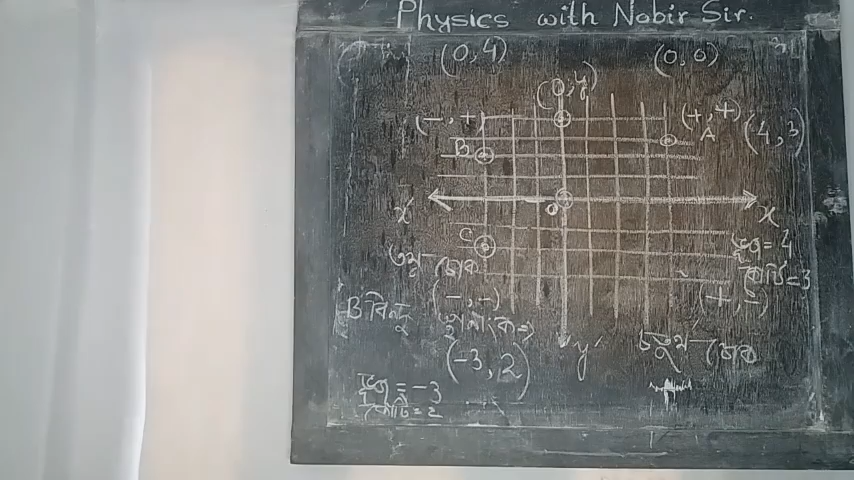 Physics with Nobir Sir.
(0,4) (0,0)
(0,y)
(-,+) (+,+)
A (4,3)
B
x' o x
C
ভুজ = 4
কোটি = 3
(-,-) (+,-)
B বিন্দু
(-3, 2) y'
চতুর্থ
ভুজ = -3
কোটি = 2